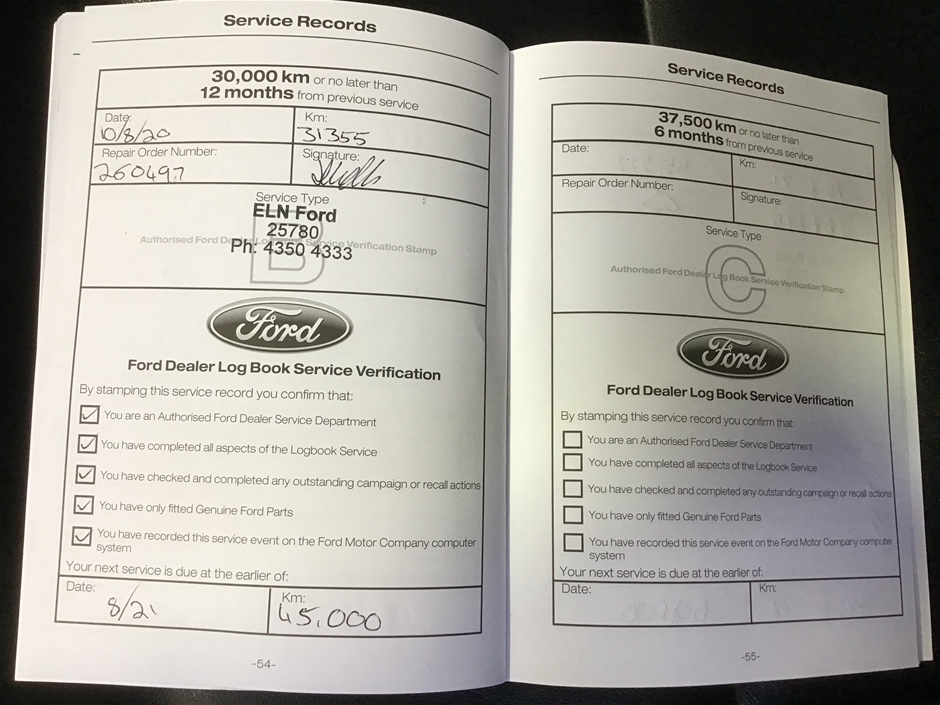 Service Records
30,000 km or no later than
12 months from previous service
Date:
10/8/20
Km:
31355
Repair Order Number:
260497
Signature:
Service Type
ELN Ford
25780
Ph: 4350 4333
Authorised Ford Dealer Log Book Service Verification Stamp
B
Ford
Ford Dealer Log Book Service Verification
By stamping this service record you confirm that:
You are an Authorised Ford Dealer Service Department
You have completed all aspects of the Logbook Service
You have checked and completed any outstanding campaign or recall actions
You have only fitted Genuine Ford Parts
You have recorded this service event on the Ford Motor Company computer
system
Your next service is due at the earlier of:
Date:
8/21
Km:
45,000
-54-
Service Records
37,500 km or no later than
6 months from previous service
Date:
Km:
Repair Order Number:
Signature:
Service Type
Authorised Ford Dealer Log Book Service Verification Stamp
C
Ford
Ford Dealer Log Book Service Verification
By stamping this service record you confirm that:
You are an Authorised Ford Dealer Service Department
You have completed all aspects of the Logbook Service
You have checked and completed any outstanding campaign or recall actions
You have only fitted Genuine Ford Parts
You have recorded this service event on the Ford Motor Company computer
system
Your next service is due at the earlier of:
Date:
Km:
-55-